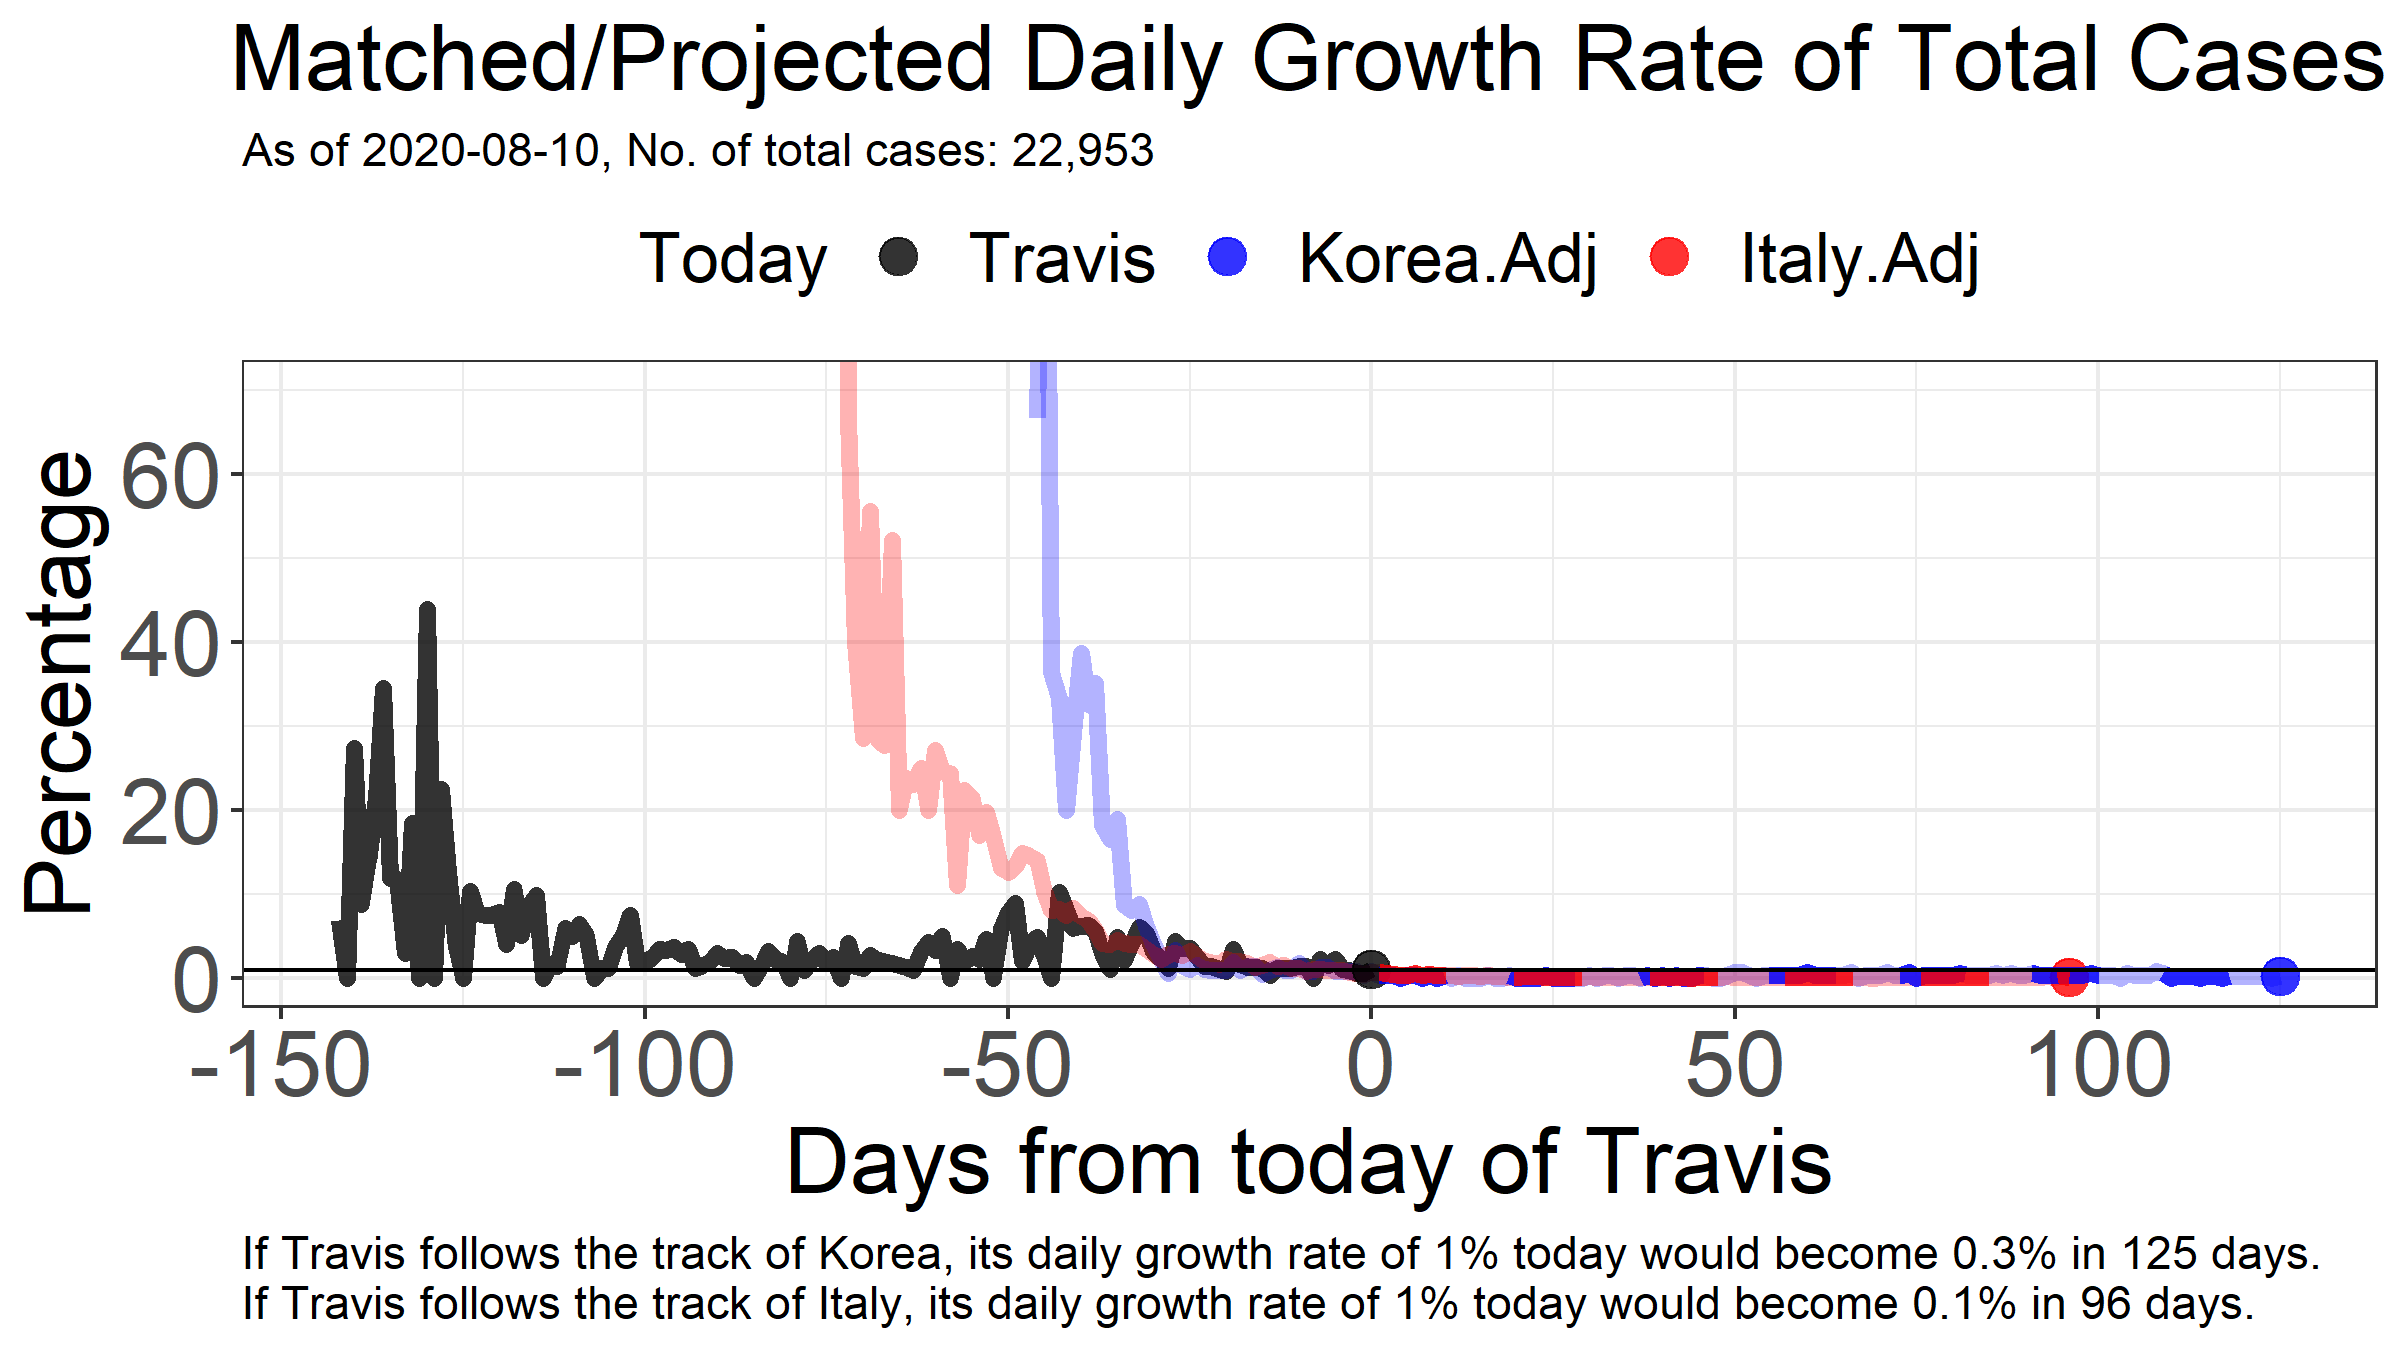 Matched/Projected Daily Growth Rate of Total Cases
As of 2020-08-10, No. of total cases: 22,953
Today Travis Korea.Adj Italy.Adj
Percentage
60
40
20
0
-150 -100 -50 0 50 100
Days from today of Travis
If Travis follows the track of Korea, its daily growth rate of 1% today would become 0.3% in 125 days.
If Travis follows the track of Italy, its daily growth rate of 1% today would become 0.1% in 96 days.